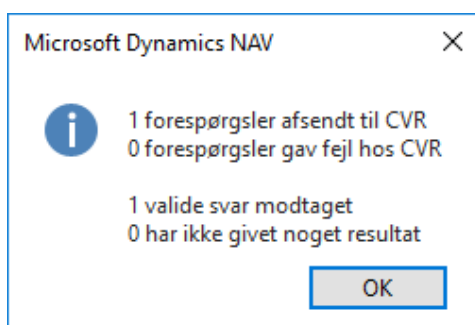 Microsoft Dynamics NAV
1 forespørgsler afsendt til CVR
0 forespørgsler gav fejl hos CVR
1 valide svar modtaget
0 har ikke givet noget resultat
OK